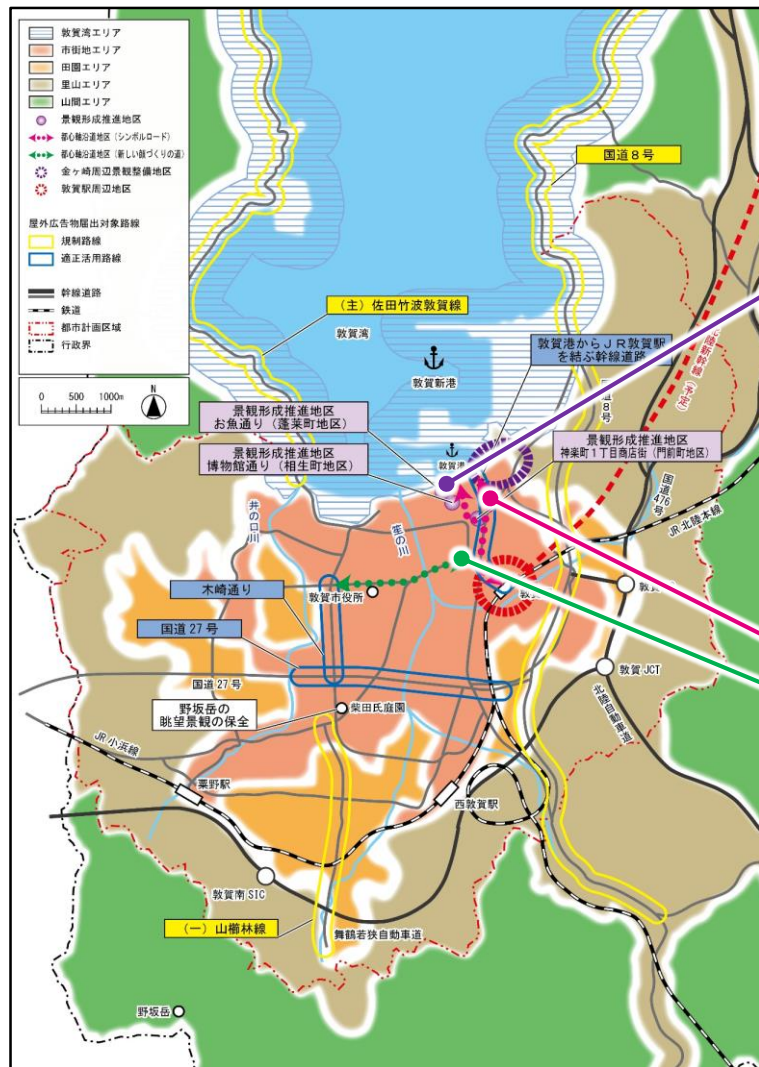 敦賀湾エリア
市街地エリア
田園エリア
里山エリア
山間エリア
景観形成推進地区
都心軸沿道地区（シンボルロード）
都心軸沿道地区（新しい顔づくりの道）
金ヶ崎周辺景観整備地区
敦賀駅周辺地区
屋外広告物届出対象路線
規制路線
適正活用路線
幹線道路
鉄道
都市計画区域
行政界
0 500 1000m
N
国道８号
（主）佐田竹波敦賀線
敦賀湾
敦賀新港
敦賀港からＪＲ敦賀駅
を結ぶ幹線道路
北陸新幹線（予定）
国道8号
景観形成推進地区
お魚通り（蓬莱町地区）
景観形成推進地区
博物館通り（相生町地区）
敦賀港
景観形成推進地区
神楽町１丁目商店街（門前町地区）
国道
476号
JR北陸本線
井の口川
笙の川
木崎通り
敦賀市役所
敦賀
敦賀
国道 27 号
国道27号
敦賀JCT
北陸自動車道
野坂岳の
眺望景観の保全
柴田氏庭園
JR小浜線
粟野駅
西敦賀駅
敦賀南SIC
（一）山櫛林線
舞鶴若狭自動車道
野坂岳